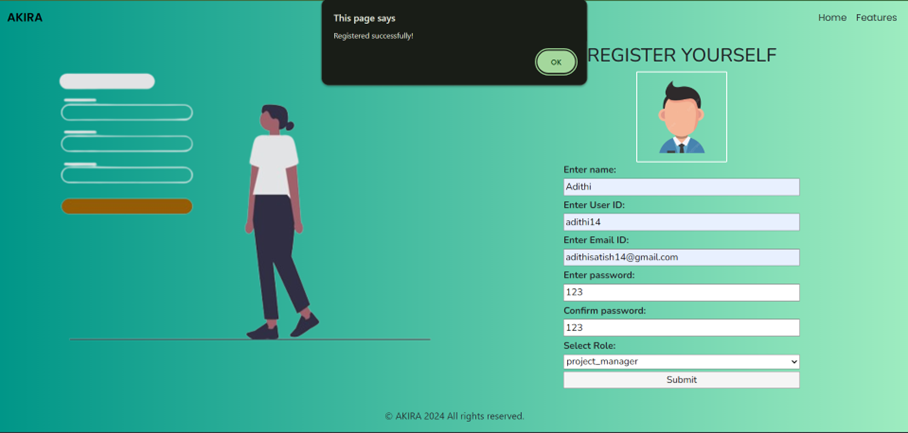 AKIRA
This page says
Registered successfully!
OK
Home Features
REGISTER YOURSELF
Enter name:
Adithi
Enter User ID:
adithi14
Enter Email ID:
adithisatish14@gmail.com
Enter password:
123
Confirm password:
123
Select Role:
project_manager
Submit
© AKIRA 2024 All rights reserved.